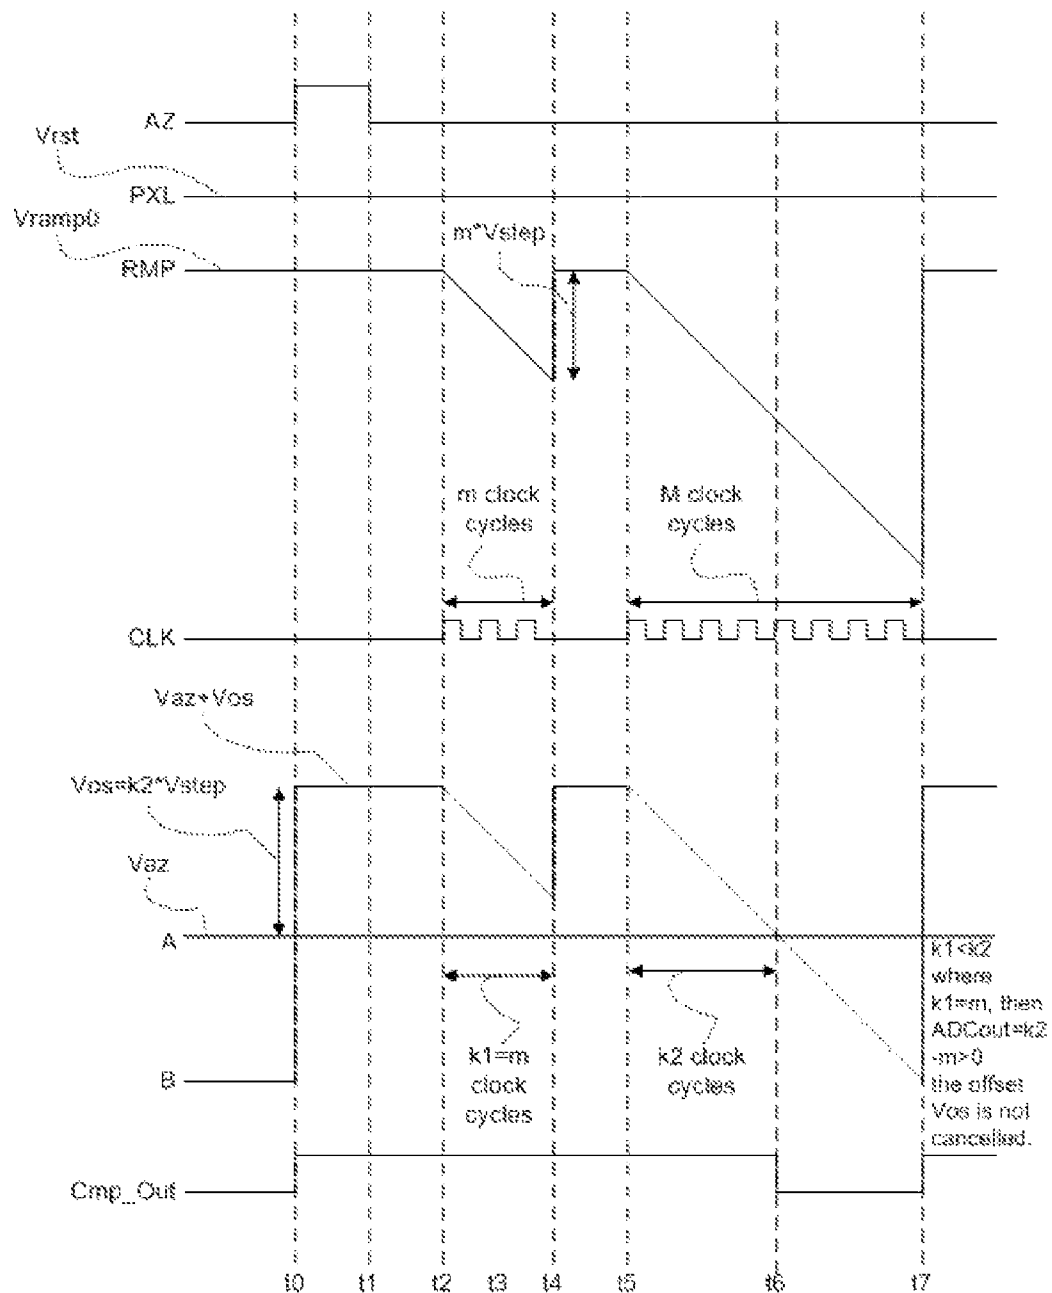 AZ
Vrst
PXL
Vramp0
RMP
m*Vstep
m clock
cycles
M clock
cycles
CLK
Vaz+Vos
Vos=k2*Vstep
Vaz
A
k1<k2
where
k1=m, then
ADCout=k2
-m>0
the offset
Vos is not
cancelled.
k1=m
clock
cycles
k2 clock
cycles
B
Cmp_Out
t0 t1 t2 t3 t4 t5 t6 t7